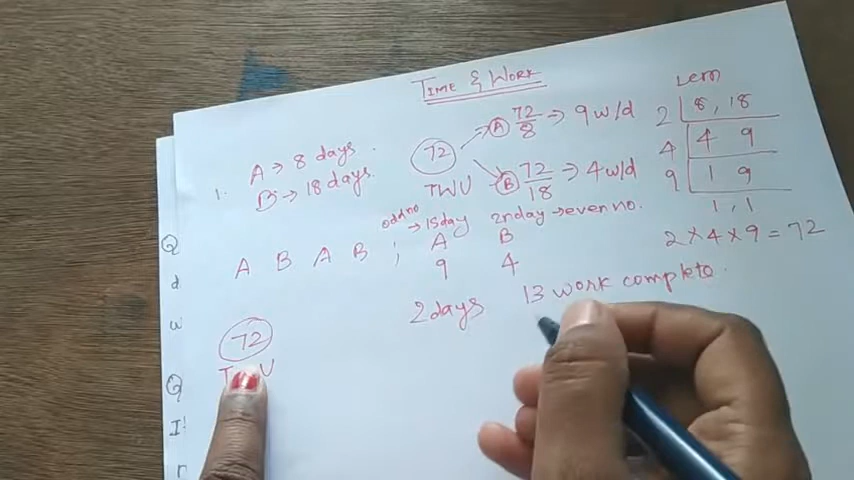 TIME & WORK
Lcm
1. A → 8 days.
B → 18 days.
72
TWU
A 72/8 ⇒ 9 w/d
B 72/18 ⇒ 4 w/d
2 | 8, 18
4 | 4 9
9 | 1 9
1, 1
2 × 4 × 9 = 72
odd no → 1st day 2nd day → even no.
A B A B ; A B
9 4
2 days 13 work complete.
72
Q
d
w
Q
I!